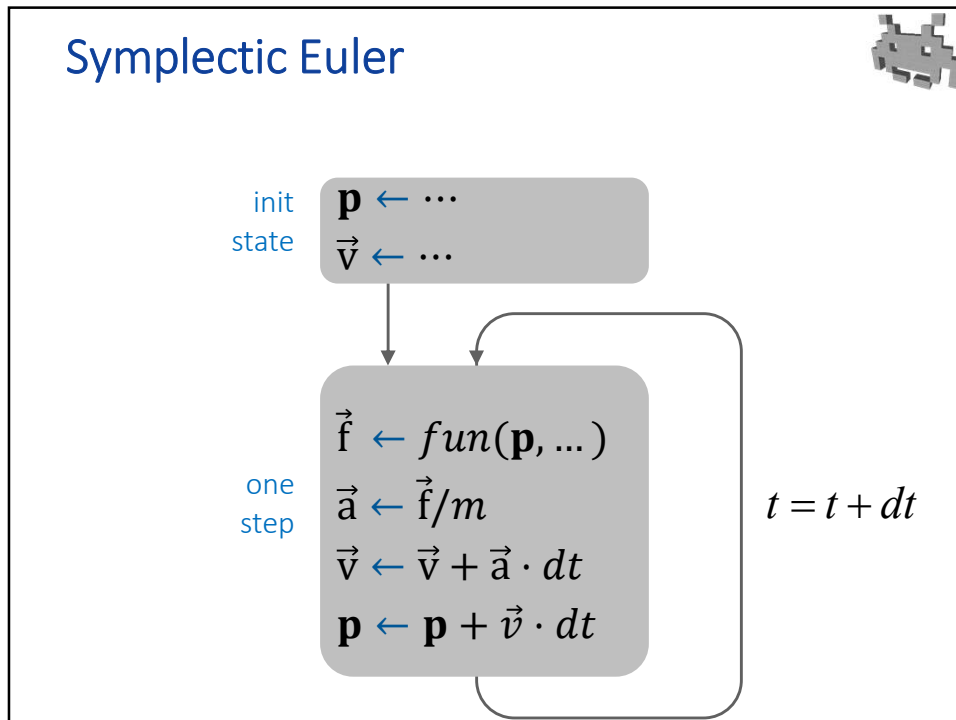 Symplectic Euler
init
state
𝐩 ← ⋯
v⃗ ← ⋯
one
step
f⃗ ← 𝑓𝑢𝑛(𝐩, … )
a⃗ ← f⃗/𝑚
v⃗ ← v⃗ + a⃗ ⋅ 𝑑𝑡
𝐩 ← 𝐩 + 𝑣⃗ ⋅ 𝑑𝑡
t = t + dt